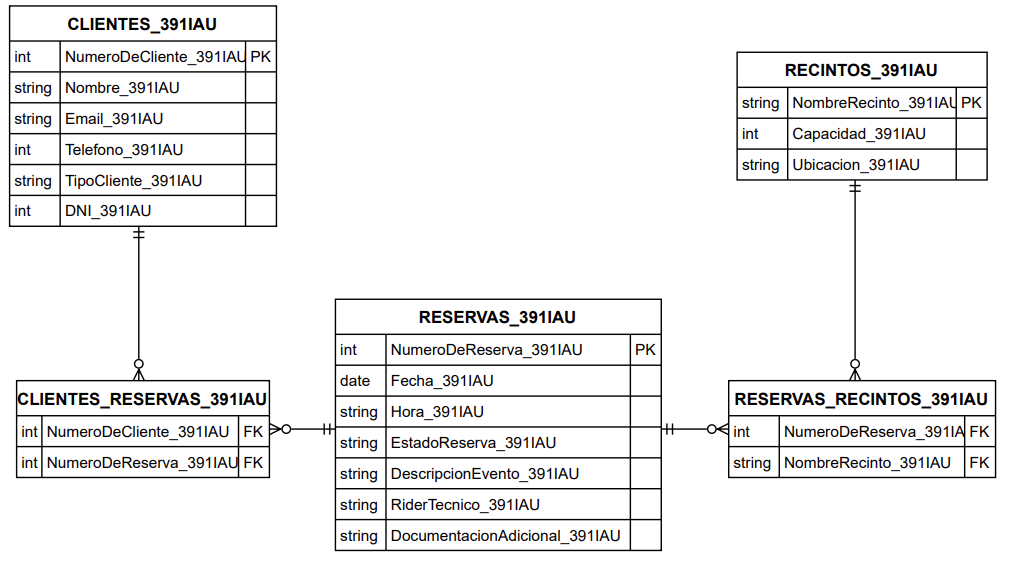 CLIENTES_391IAU
int NumeroDeCliente_391IAU PK
string Nombre_391IAU
string Email_391IAU
int Telefono_391IAU
string TipoCliente_391IAU
int DNI_391IAU
RECINTOS_391IAU
string NombreRecinto_391IAU PK
int Capacidad_391IAU
string Ubicacion_391IAU
RESERVAS_391IAU
int NumeroDeReserva_391IAU PK
date Fecha_391IAU
string Hora_391IAU
string EstadoReserva_391IAU
string DescripcionEvento_391IAU
string RiderTecnico_391IAU
string DocumentacionAdicional_391IAU
CLIENTES_RESERVAS_391IAU
int NumeroDeCliente_391IAU FK
int NumeroDeReserva_391IAU FK
RESERVAS_RECINTOS_391IAU
int NumeroDeReserva_391IA FK
string NombreRecinto_391IAU FK